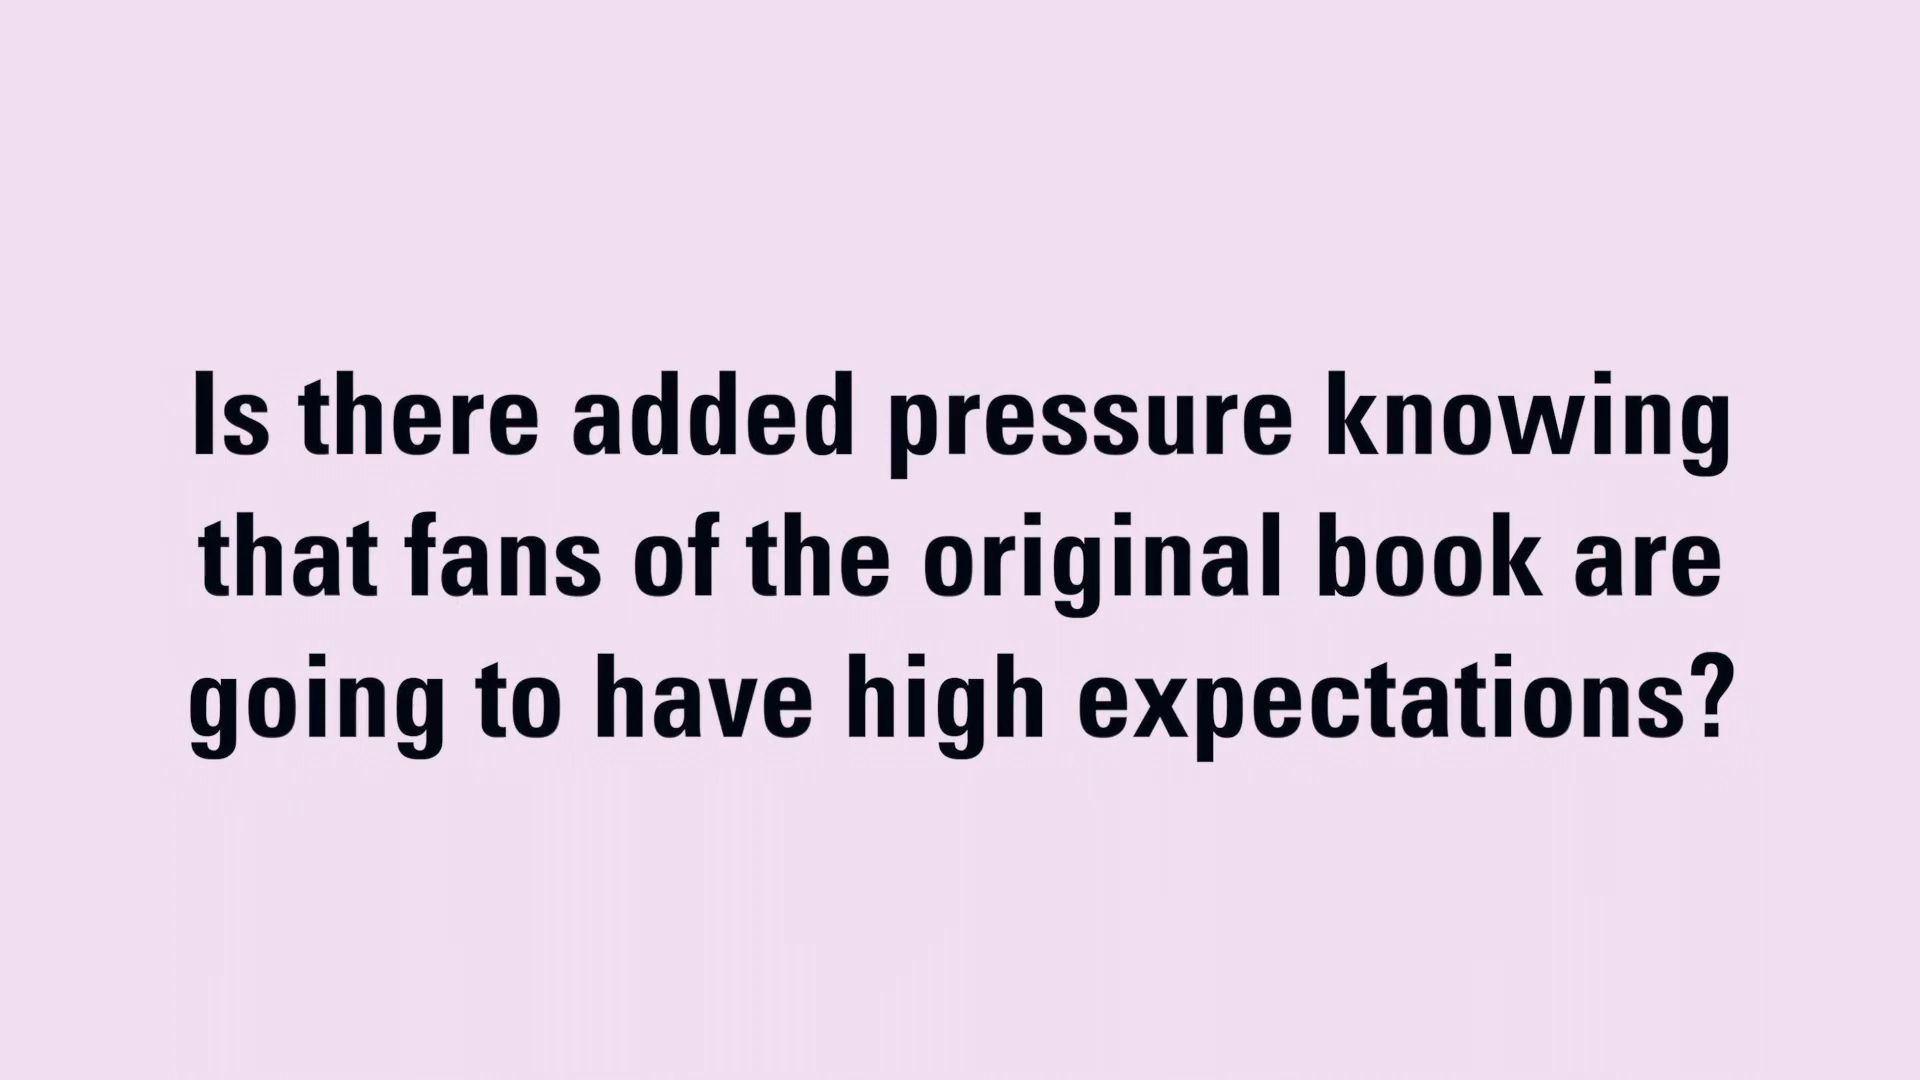 Is there added pressure knowing
that fans of the original book are
going to have high expectations?